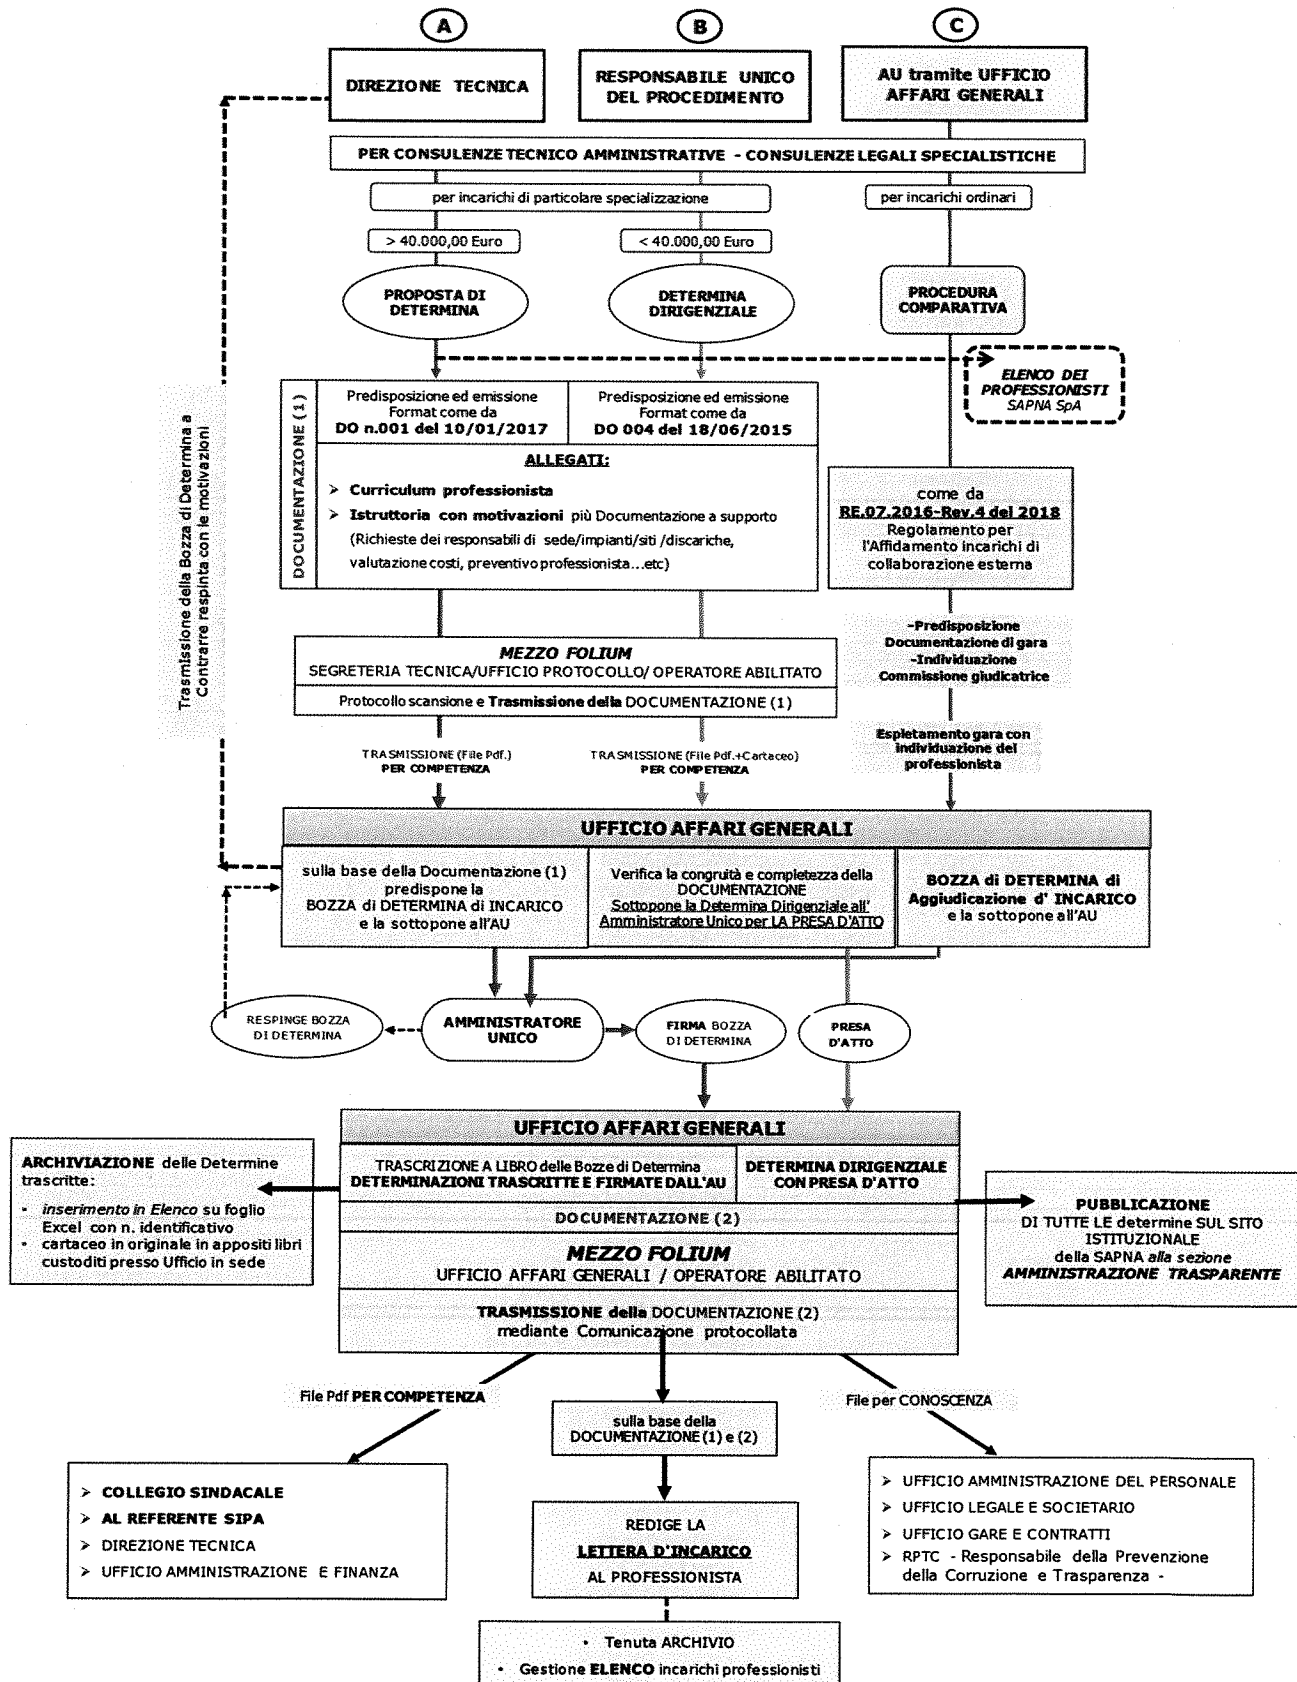 A
B
C
DIREZIONE TECNICA
RESPONSABILE UNICO
DEL PROCEDIMENTO
AU tramite UFFICIO
AFFARI GENERALI
PER CONSULENZE TECNICO AMMINISTRATIVE - CONSULENZE LEGALI SPECIALISTICHE
per incarichi di particolare specializzazione
per incarichi ordinari
> 40.000,00 Euro
< 40.000,00 Euro
PROPOSTA DI
DETERMINA
DETERMINA
DIRIGENZIALE
PROCEDURA
COMPARATIVA
ELENCO DEI
PROFESSIONISTI
SAPNA SpA
Trasmissione della Bozza di Determina a
Contrarre respinta con le motivazioni
DOCUMENTAZIONE (1)
Predisposizione ed emissione
Format come da
DO n.001 del 10/01/2017
Predisposizione ed emissione
Format come da
DO 004 del 18/06/2015
ALLEGATI:
➢ Curriculum professionista
➢ Istruttoria con motivazioni più Documentazione a supporto
(Richieste dei responsabili di sede/impianti/siti /discariche,
valutazione costi, preventivo professionista...etc)
come da
RE.07.2016-Rev.4 del 2018
Regolamento per
l'Affidamento incarichi di
collaborazione esterna
-Predisposizione
Documentazione di gara
-Individuazione
Commissione giudicatrice
MEZZO FOLIUM
SEGRETERIA TECNICA/UFFICIO PROTOCOLLO/ OPERATORE ABILITATO
Protocollo scansione e Trasmissione della DOCUMENTAZIONE (1)
Espletamento gara con
individuazione del
professionista
TRASMISSIONE (File Pdf.)
PER COMPETENZA
TRASMISSIONE (File Pdf.+Cartaceo)
PER COMPETENZA
UFFICIO AFFARI GENERALI
sulla base della Documentazione (1)
predispone la
BOZZA di DETERMINA di INCARICO
e la sottopone all'AU
Verifica la congruità e completezza della
DOCUMENTAZIONE
Sottopone la Determina Dirigenziale all'
Amministratore Unico per LA PRESA D'ATTO
BOZZA di DETERMINA di
Aggiudicazione d' INCARICO
e la sottopone all'AU
RESPINGE BOZZA
DI DETERMINA
AMMINISTRATORE
UNICO
FIRMA BOZZA
DI DETERMINA
PRESA
D'ATTO
UFFICIO AFFARI GENERALI
TRASCRIZIONE A LIBRO delle Bozze di Determina
DETERMINAZIONI TRASCRITTE E FIRMATE DALL'AU
DETERMINA DIRIGENZIALE
CON PRESA D'ATTO
DOCUMENTAZIONE (2)
MEZZO FOLIUM
UFFICIO AFFARI GENERALI / OPERATORE ABILITATO
TRASMISSIONE della DOCUMENTAZIONE (2)
mediante Comunicazione protocollata
ARCHIVIAZIONE delle Determine
trascritte:
• inserimento in Elenco su foglio
Excel con n. identificativo
• cartaceo in originale in appositi libri
custoditi presso Ufficio in sede
PUBBLICAZIONE
DI TUTTE LE determine SUL SITO
ISTITUZIONALE
della SAPNA alla sezione
AMMINISTRAZIONE TRASPARENTE
File Pdf PER COMPETENZA
File per CONOSCENZA
sulla base della
DOCUMENTAZIONE (1) e (2)
➢ COLLEGIO SINDACALE
➢ AL REFERENTE SIPA
➢ DIREZIONE TECNICA
➢ UFFICIO AMMINISTRAZIONE E FINANZA
REDIGE LA
LETTERA D'INCARICO
AL PROFESSIONISTA
➢ UFFICIO AMMINISTRAZIONE DEL PERSONALE
➢ UFFICIO LEGALE E SOCIETARIO
➢ UFFICIO GARE E CONTRATTI
➢ RPTC - Responsabile della Prevenzione
della Corruzione e Trasparenza -
• Tenuta ARCHIVIO
• Gestione ELENCO incarichi professionisti